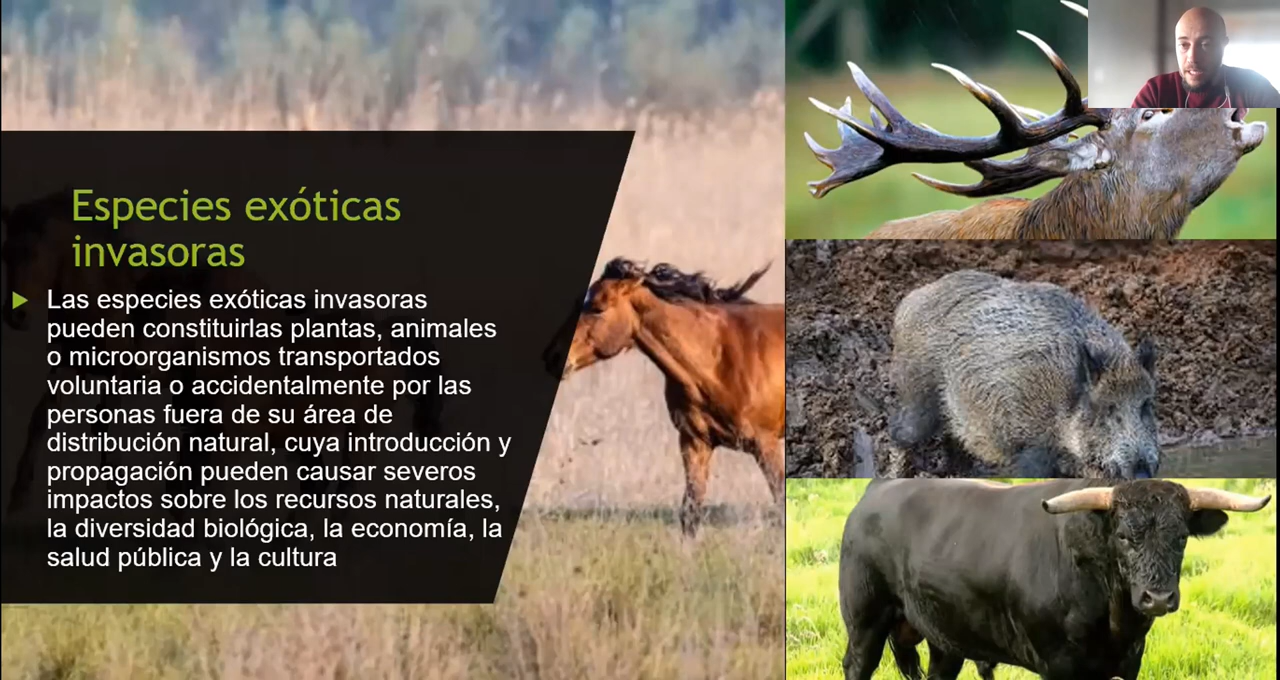 Especies exóticas
invasoras
Las especies exóticas invasoras
pueden constituirlas plantas, animales
o microorganismos transportados
voluntaria o accidentalmente por las
personas fuera de su área de
distribución natural, cuya introducción y
propagación pueden causar severos
impactos sobre los recursos naturales,
la diversidad biológica, la economía, la
salud pública y la cultura